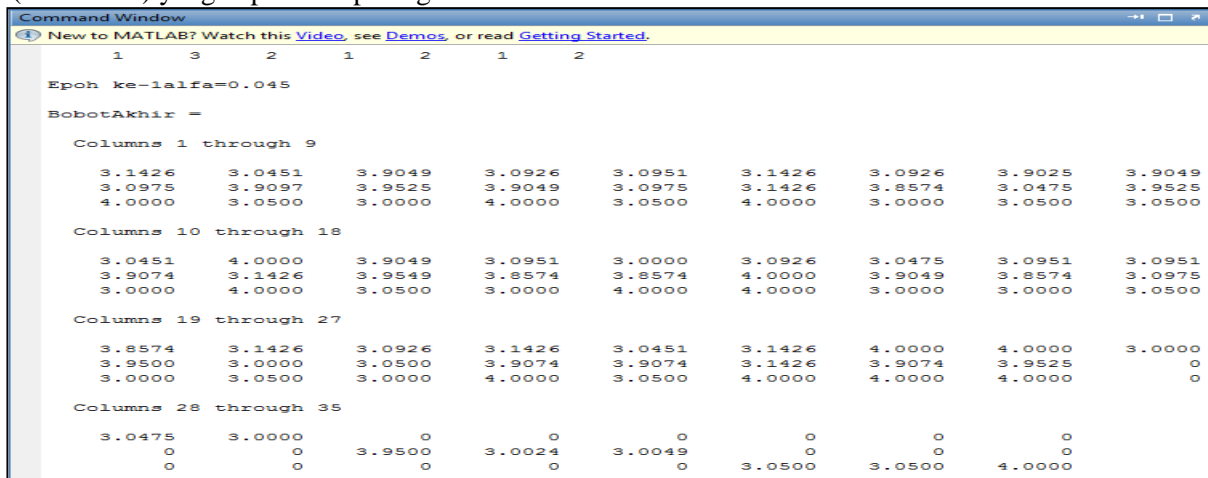 Command Window
New to MATLAB? Watch this Video, see Demos, or read Getting Started.
1 3 2 1 2 1 2
Epoh ke-1alfa=0.045
BobotAkhir =
Columns 1 through 9
3.1426 3.0451 3.9049 3.0926 3.0951 3.1426 3.0926 3.9025 3.9049
3.0975 3.9097 3.9525 3.9049 3.0975 3.1426 3.8574 3.0475 3.9525
4.0000 3.0500 3.0000 4.0000 3.0500 4.0000 3.0000 3.0500 3.0500
Columns 10 through 18
3.0451 4.0000 3.9049 3.0951 3.0000 3.0926 3.0475 3.0951 3.0951
3.9074 3.1426 3.9549 3.8574 3.8574 4.0000 3.9049 3.8574 3.0975
3.0000 4.0000 3.0500 3.0000 4.0000 4.0000 3.0000 3.0000 3.0500
Columns 19 through 27
3.8574 3.1426 3.0926 3.1426 3.0451 3.1426 4.0000 4.0000 3.0000
3.9500 3.0000 3.0500 3.9074 3.9074 3.1426 3.9074 3.9525 0
3.0000 3.0500 3.0000 4.0000 3.0500 4.0000 4.0000 4.0000 0
Columns 28 through 35
3.0475 3.0000 0 0 0 0 0 0
0 0 3.9500 3.0024 3.0049 0 0 0
0 0 0 0 0 3.0500 3.0500 4.0000